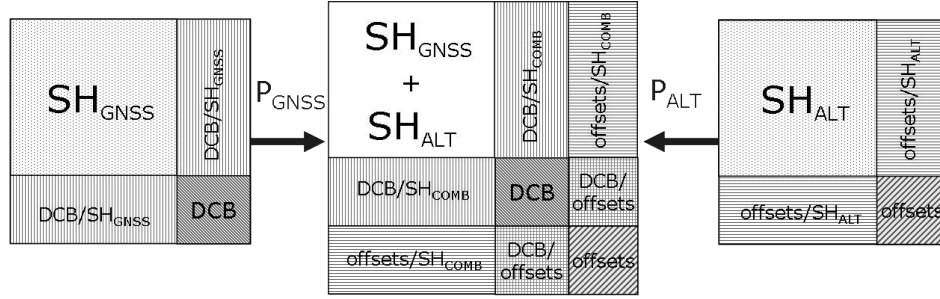 SH_GNSS
DCB/SH_GNSS
DCB/SH_GNSS
DCB
P_GNSS
SH_GNSS
+
SH_ALT
DCB/SH_COMB
offsets/SH_COMB
DCB/SH_COMB
DCB
DCB/
offsets
offsets/SH_COMB
DCB/
offsets
offsets
P_ALT
SH_ALT
offsets/SH_ALT
offsets/SH_ALT
offsets